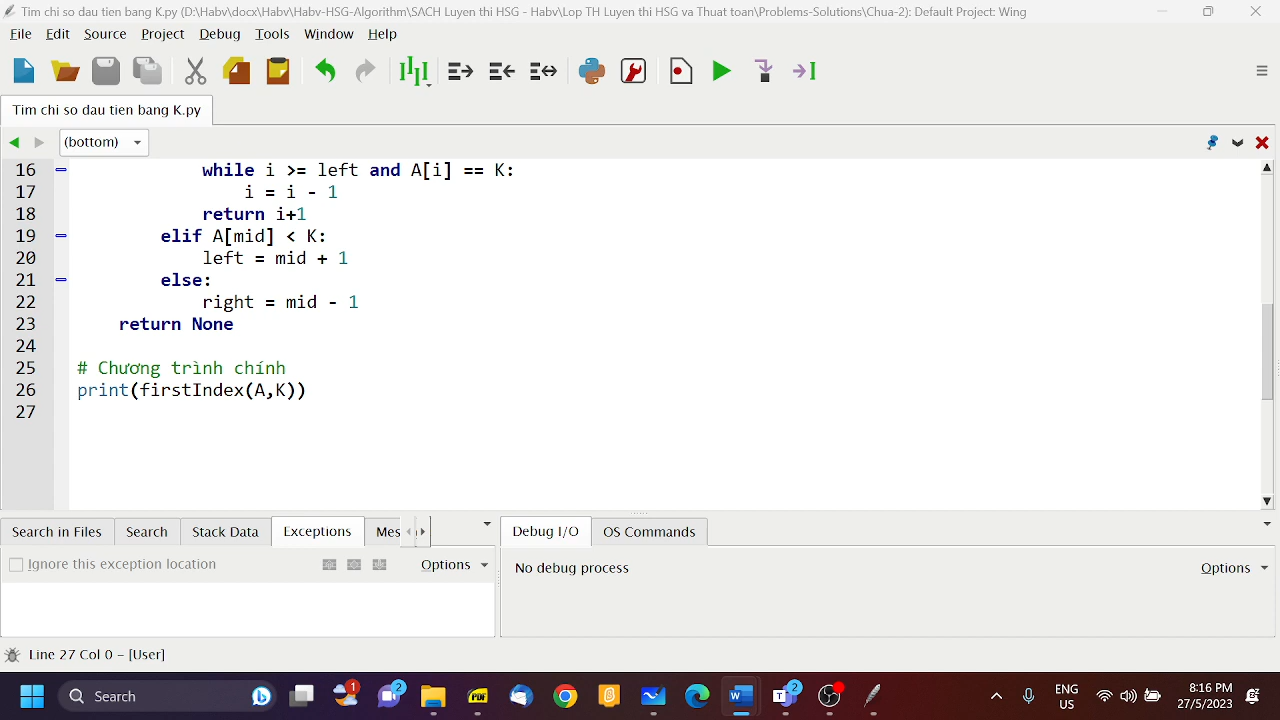 Tim chi so dau tien bang K.py (D:\Habv\docx\Habv\Habv-HSG-Algorithm\SACH Luyen thi HSG - Habv\Lop TH Luyen thi HSG va Thuat toan\Problems-Solutions\Chua-2): Default Project: Wing
File Edit Source Project Debug Tools Window Help
Tim chi so dau tien bang K.py
(bottom)
16 while i >= left and A[i] == K:
17 i = i - 1
18 return i+1
19 elif A[mid] < K:
20 left = mid + 1
21 else:
22 right = mid - 1
23 return None
24
25 # Chương trình chính
26 print(firstIndex(A,K))
27
Search in Files Search Stack Data Exceptions Mes Debug I/O OS Commands
Ignore this exception location Options No debug process Options
Line 27 Col 0 – [User]
Search 1 2 PDF 2 ENG US 8:16 PM 27/5/2023